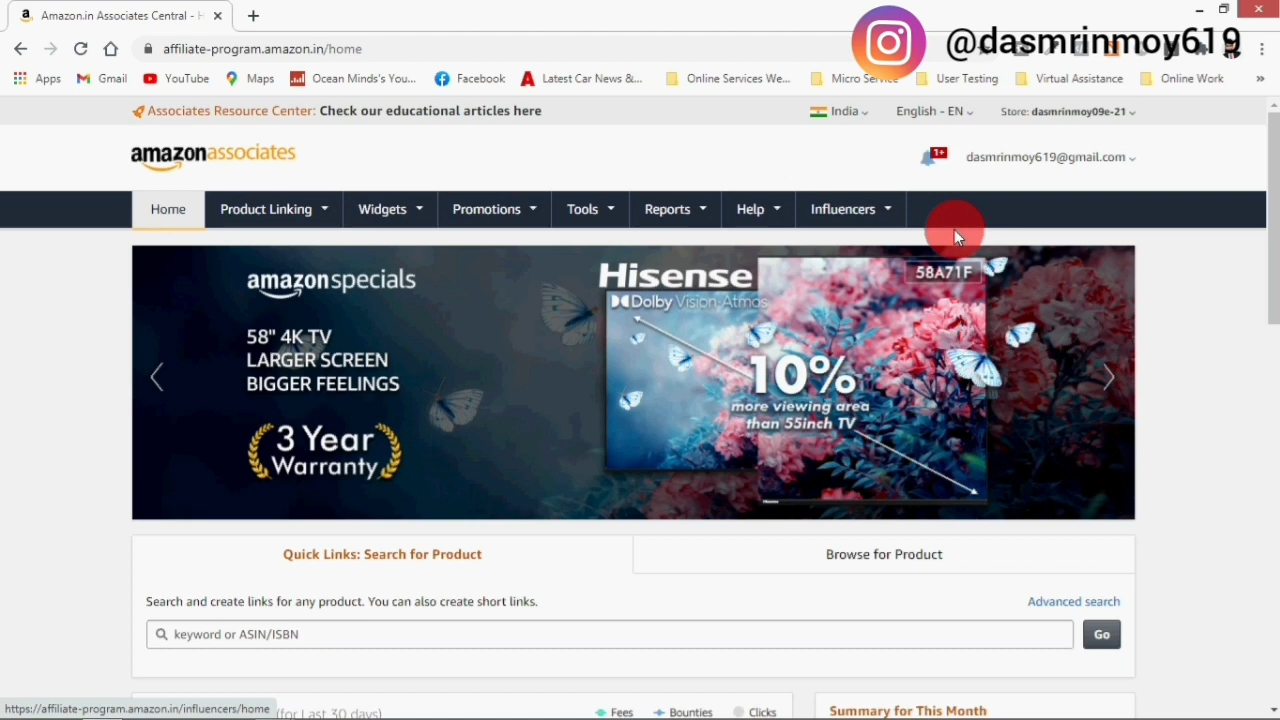 Amazon.in Associates Central - H
@dasmrinmoy619
affiliate-program.amazon.in/home
Apps Gmail YouTube Maps Ocean Minds's You... Facebook Latest Car News &... Online Services We... Micro Service User Testing Virtual Assistance Online Work »
Associates Resource Center: Check our educational articles here
India English - EN Store: dasmrinmoy09e-21
amazonassociates
1+
dasmrinmoy619@gmail.com
Home Product Linking Widgets Promotions Tools Reports Help Influencers
amazonspecials
58" 4K TV
LARGER SCREEN
BIGGER FEELINGS
3 Year
Warranty
Hisense
58A71F
Dolby Vision·Atmos
10%
more viewing area
than 55inch TV
Hisense
Quick Links: Search for Product
Browse for Product
Search and create links for any product. You can also create short links.
Advanced search
keyword or ASIN/ISBN
Go
https://affiliate-program.amazon.in/influencers/home
(for Last 30 days)
Fees Bounties Clicks
Summary for This Month